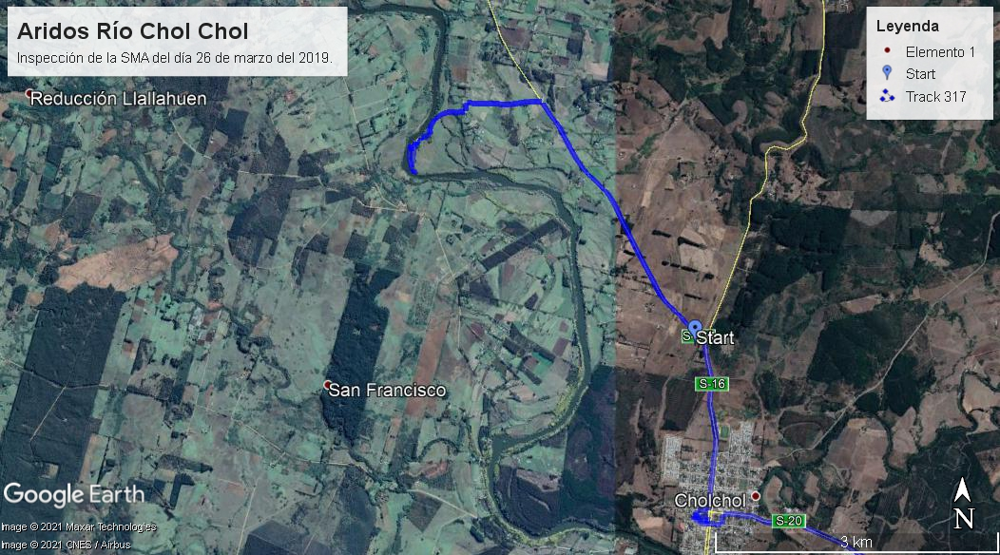 Aridos Río Chol Chol
Inspección de la SMA del día 26 de marzo del 2019.
Leyenda
Elemento 1
Start
Track 317
Reducción Llallahuen
Start
S-16
San Francisco
Cholchol
S-20
Google Earth
N
Image © 2021 Maxar Technologies
Image © 2021 CNES / Airbus
3 km